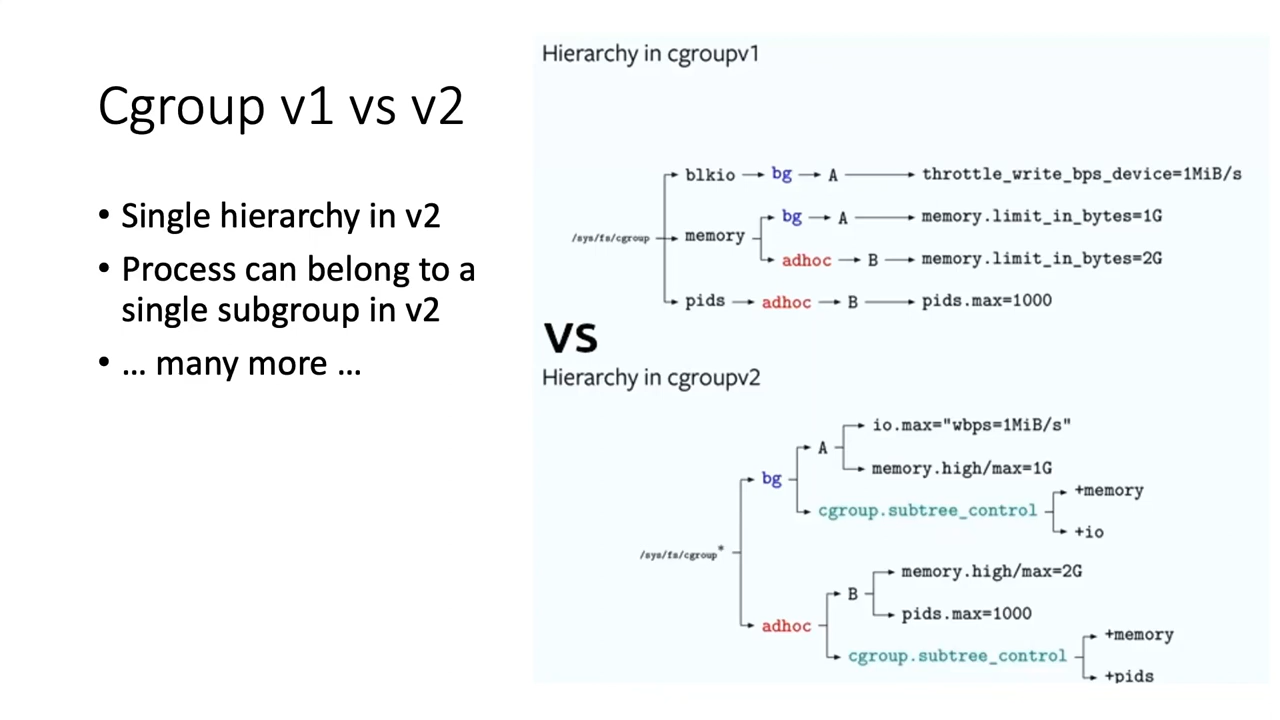 Cgroup v1 vs v2
• Single hierarchy in v2
• Process can belong to a
single subgroup in v2
• … many more …
Hierarchy in cgroupv1
/sys/fs/cgroup
blkio bg A throttle_write_bps_device=1MiB/s
memory
bg A memory.limit_in_bytes=1G
adhoc B memory.limit_in_bytes=2G
pids adhoc B pids.max=1000
VS
Hierarchy in cgroupv2
/sys/fs/cgroup*
bg
A
io.max="wbps=1MiB/s"
memory.high/max=1G
cgroup.subtree_control
+memory
+io
adhoc
B
memory.high/max=2G
pids.max=1000
cgroup.subtree_control
+memory
+pids